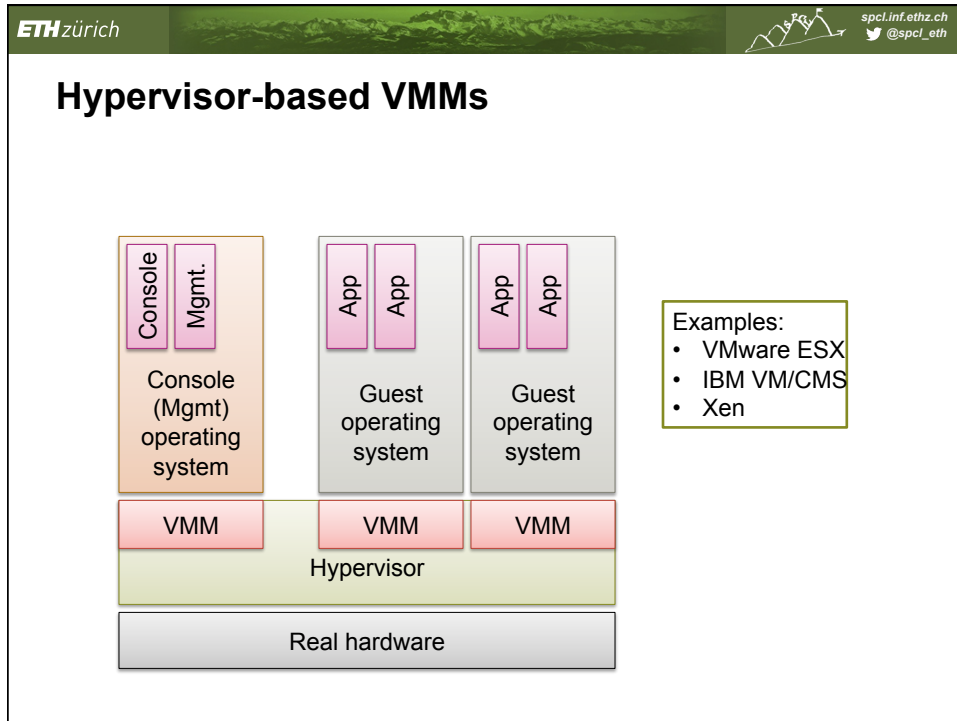 ETH zürich
spcl.inf.ethz.ch
@spcl_eth
Hypervisor-based VMMs
Console
Mgmt.
Console
(Mgmt)
operating
system
App
App
Guest
operating
system
App
App
Guest
operating
system
Examples:
• VMware ESX
• IBM VM/CMS
• Xen
VMM
VMM
VMM
Hypervisor
Real hardware